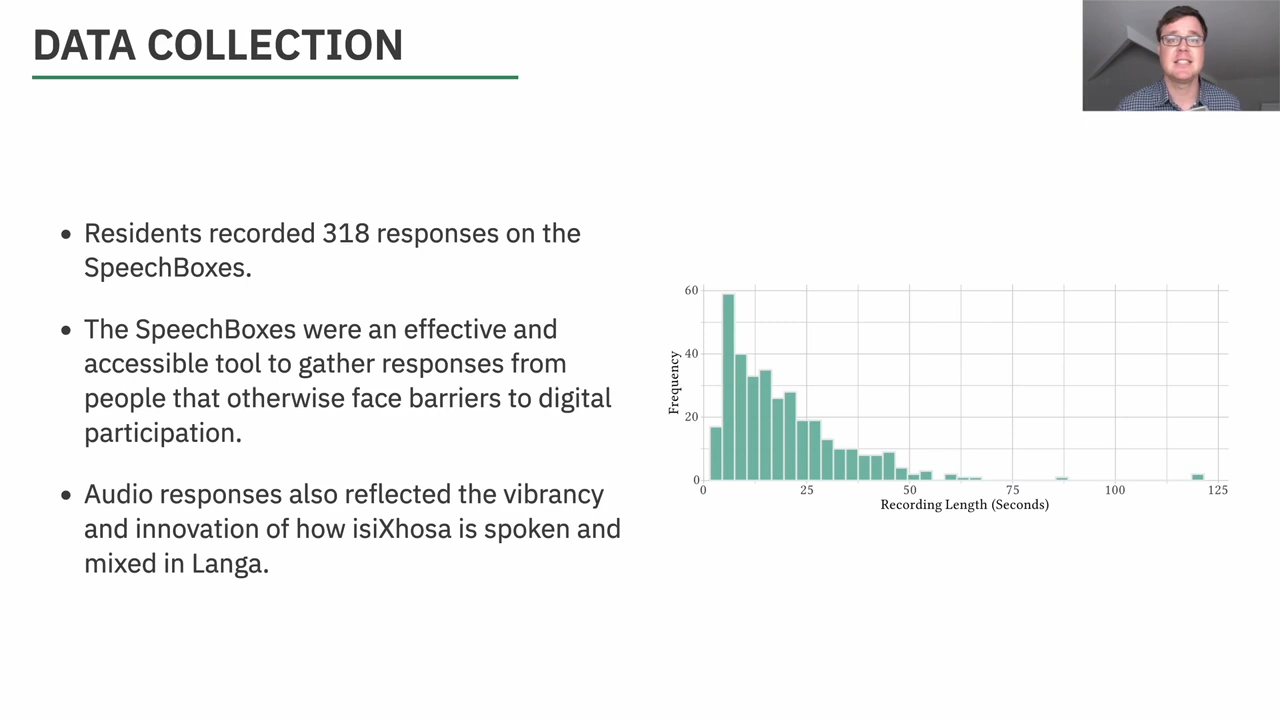 DATA COLLECTION
• Residents recorded 318 responses on the
SpeechBoxes.
• The SpeechBoxes were an effective and
accessible tool to gather responses from
people that otherwise face barriers to digital
participation.
• Audio responses also reflected the vibrancy
and innovation of how isiXhosa is spoken and
mixed in Langa.
60
40
20
0
Frequency
0 25 50 75 100 125
Recording Length (Seconds)